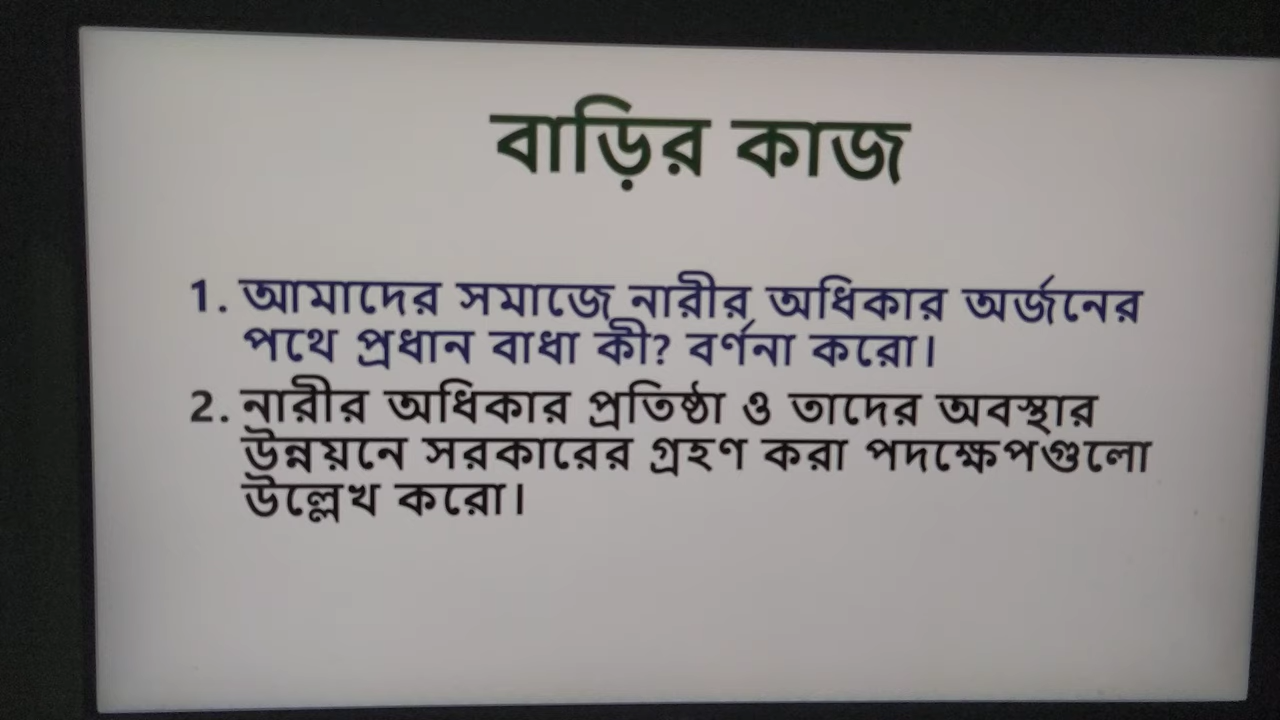 বাড়ির কাজ
1. আমাদের সমাজে নারীর অধিকার অর্জনের
পথে প্রধান বাধা কী? বর্ণনা করো।
2. নারীর অধিকার প্রতিষ্ঠা ও তাদের অবস্থার
উন্নয়নে সরকারের গ্রহণ করা পদক্ষেপগুলো
উল্লেখ করো।